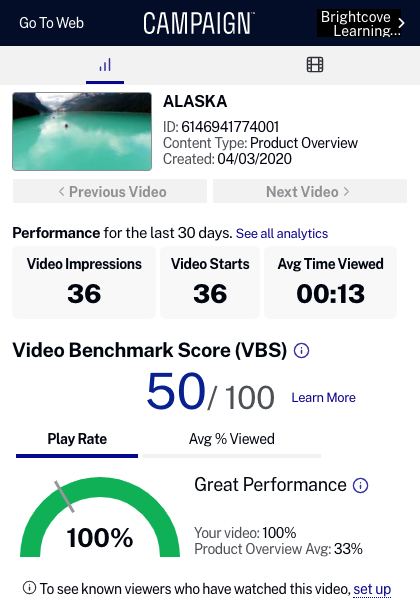 Go To Web
CAMPAIGN™
Brightcove
Learning...
ALASKA
ID: 6146941774001
Content Type: Product Overview
Created: 04/03/2020
Previous Video
Next Video
Performance for the last 30 days. See all analytics
Video Impressions
36
Video Starts
36
Avg Time Viewed
00:13
Video Benchmark Score (VBS)
50/ 100 Learn More
Play Rate
Avg % Viewed
100%
Great Performance
Your video: 100%
Product Overview Avg: 33%
To see known viewers who have watched this video, set up